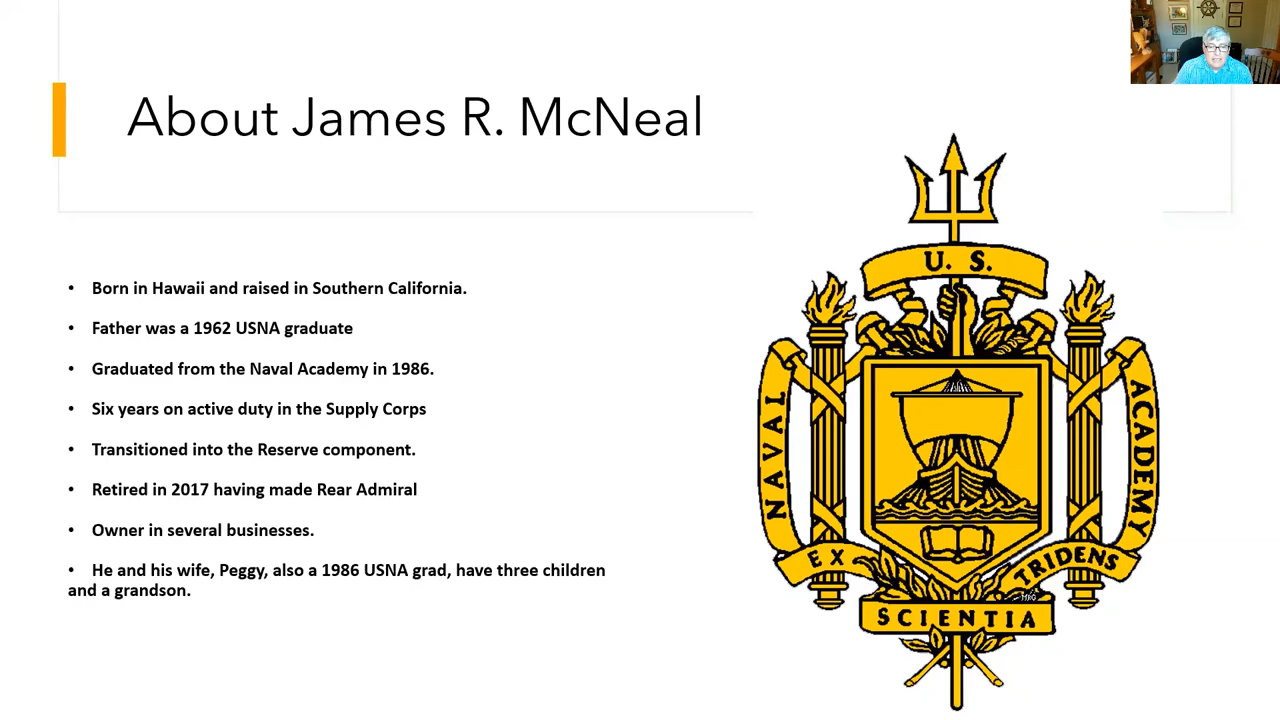 About James R. McNeal
• Born in Hawaii and raised in Southern California.
• Father was a 1962 USNA graduate
• Graduated from the Naval Academy in 1986.
• Six years on active duty in the Supply Corps
• Transitioned into the Reserve component.
• Retired in 2017 having made Rear Admiral
• Owner in several businesses.
• He and his wife, Peggy, also a 1986 USNA grad, have three children
and a grandson.
U. S.
NAVAL
ACADEMY
EX
SCIENTIA
TRIDENS